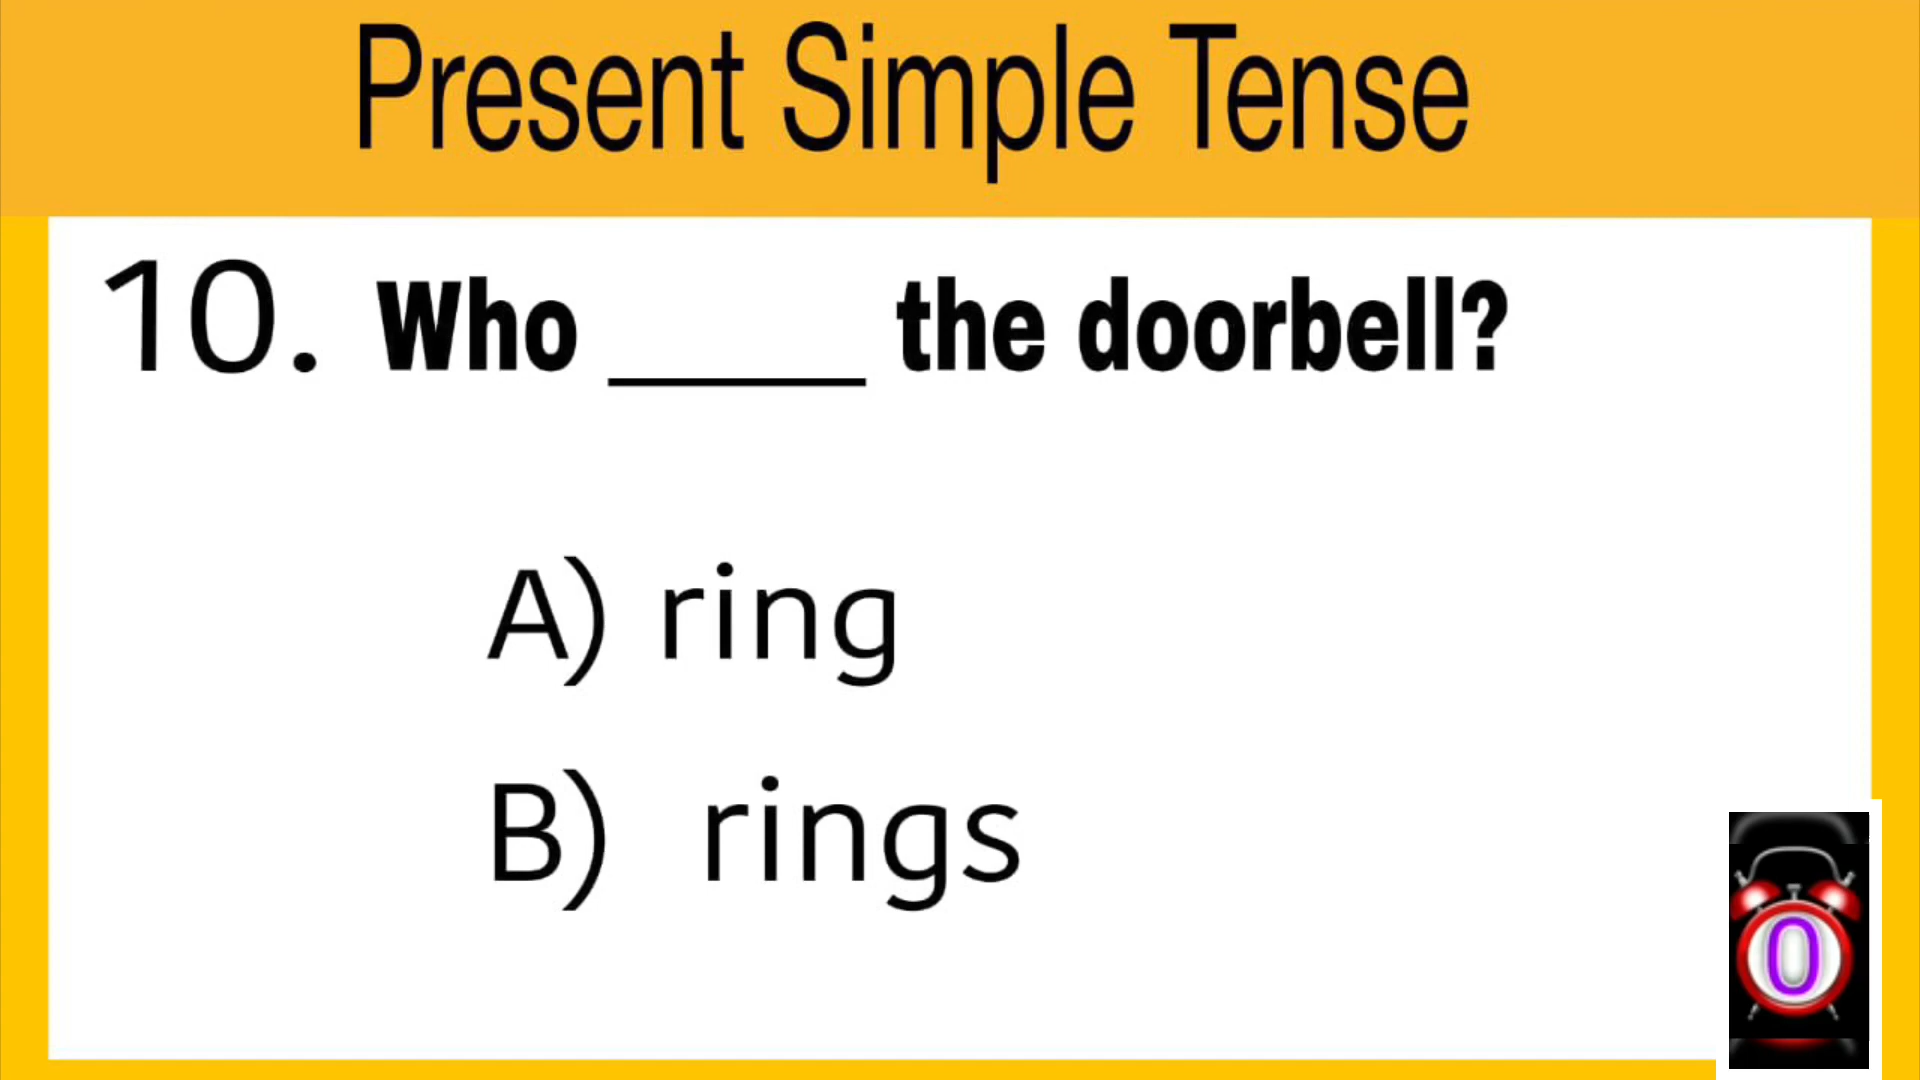 Present Simple Tense
10. Who _____ the doorbell?
A) ring
B) rings
0